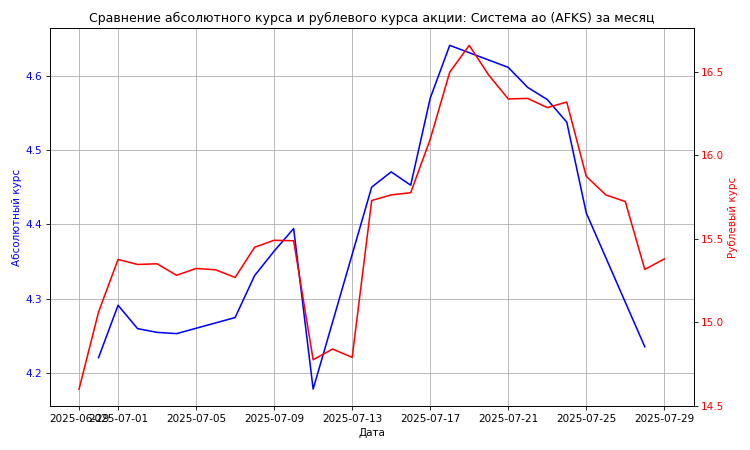 Сравнение абсолютного курса и рублевого курса акции: Система ао (AFKS) за месяц
Абсолютный курс
4.6
4.5
4.4
4.3
4.2
16.5
16.0
15.5
15.0
14.5
Рублевый курс
2025-06-29 2025-07-01 2025-07-05 2025-07-09 2025-07-13 2025-07-17 2025-07-21 2025-07-25 2025-07-29
Дата